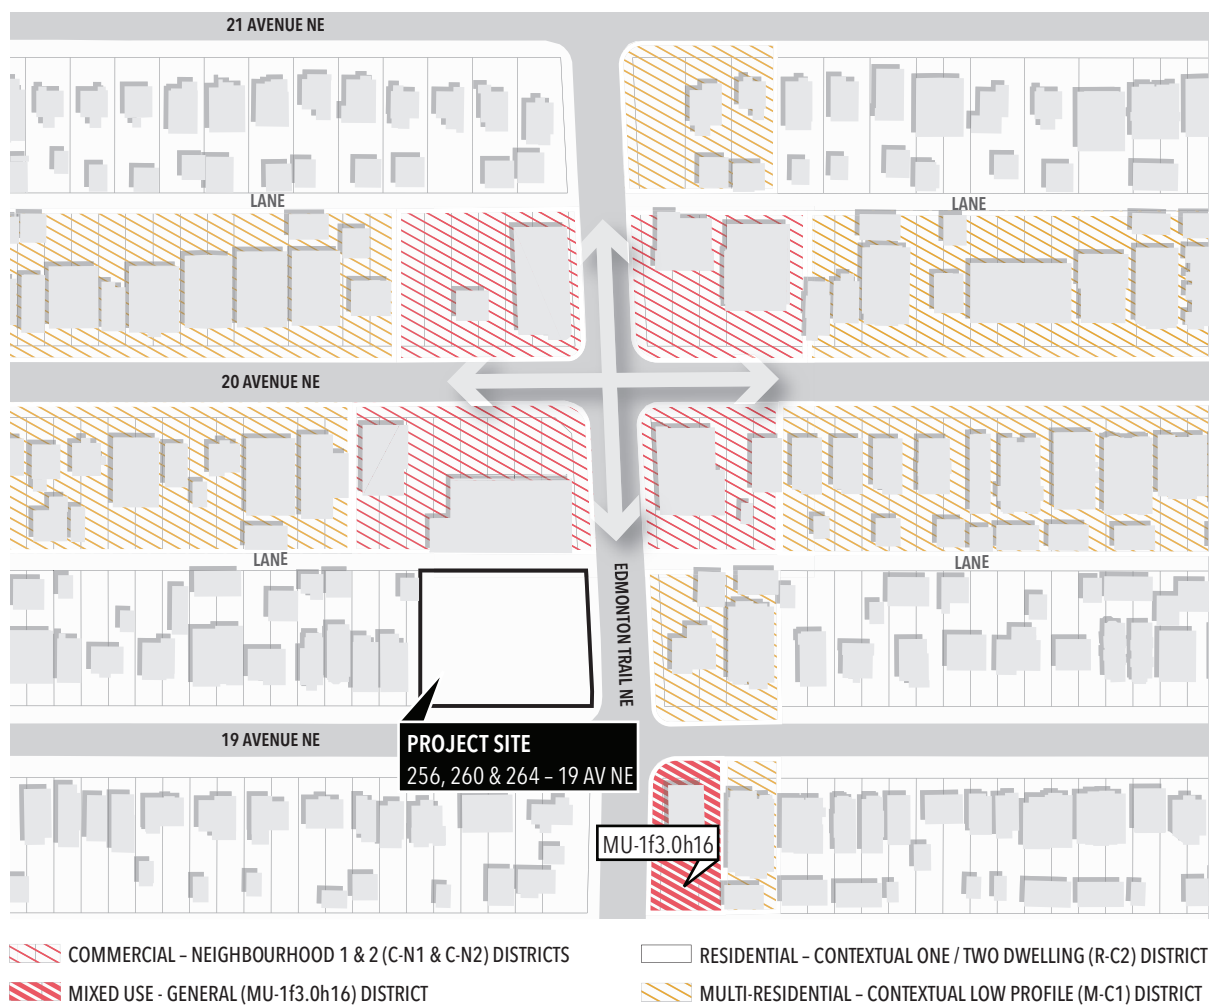 21 AVENUE NE
LANE
LANE
20 AVENUE NE
LANE
LANE
EDMONTON TRAIL NE
19 AVENUE NE
PROJECT SITE
256, 260 & 264 – 19 AV NE
MU-1f3.0h16
COMMERCIAL – NEIGHBOURHOOD 1 & 2 (C-N1 & C-N2) DISTRICTS
RESIDENTIAL – CONTEXTUAL ONE / TWO DWELLING (R-C2) DISTRICT
MIXED USE - GENERAL (MU-1f3.0h16) DISTRICT
MULTI-RESIDENTIAL – CONTEXTUAL LOW PROFILE (M-C1) DISTRICT